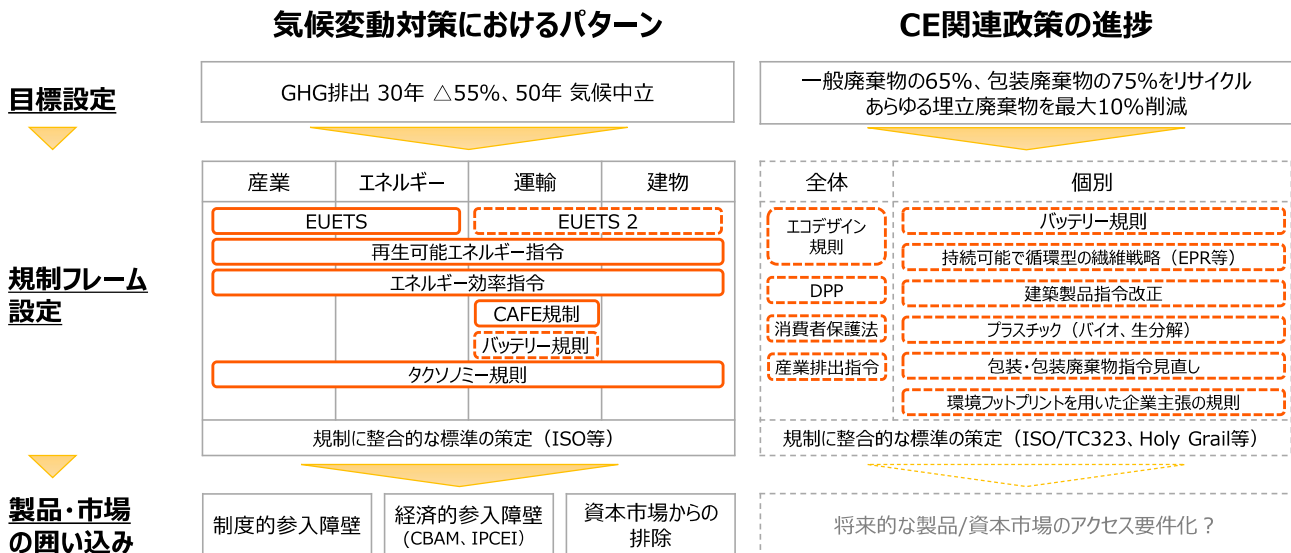 気候変動対策におけるパターン
CE関連政策の進捗
目標設定
GHG排出 30年 △55%、50年 気候中立
一般廃棄物の65%、包装廃棄物の75%をリサイクル
あらゆる埋立廃棄物を最大10%削減
規制フレーム
設定
産業
エネルギー
運輸
建物
EUETS
EUETS 2
再生可能エネルギー指令
エネルギー効率指令
CAFE規制
バッテリー規則
タクソノミー規則
規制に整合的な標準の策定（ISO等）
全体
個別
エコデザイン
規則
DPP
消費者保護法
産業排出指令
バッテリー規則
持続可能で循環型の繊維戦略（EPR等）
建築製品指令改正
プラスチック（バイオ、生分解）
包装・包装廃棄物指令見直し
環境フットプリントを用いた企業主張の規則
規制に整合的な標準の策定（ISO/TC323、Holy Grail等）
製品・市場
の囲い込み
制度的参入障壁
経済的参入障壁
(CBAM、IPCEI)
資本市場からの
排除
将来的な製品/資本市場のアクセス要件化？